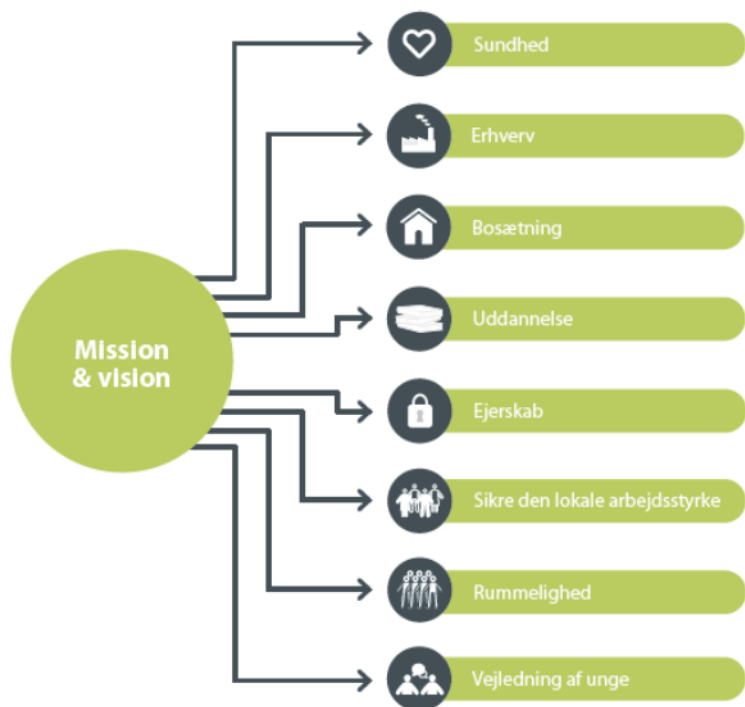 Sundhed
Erhverv
Bosætning
Mission
& vision
Uddannelse
Ejerskab
Sikre den lokale arbejdsstyrke
Rummelighed
Vejledning af unge